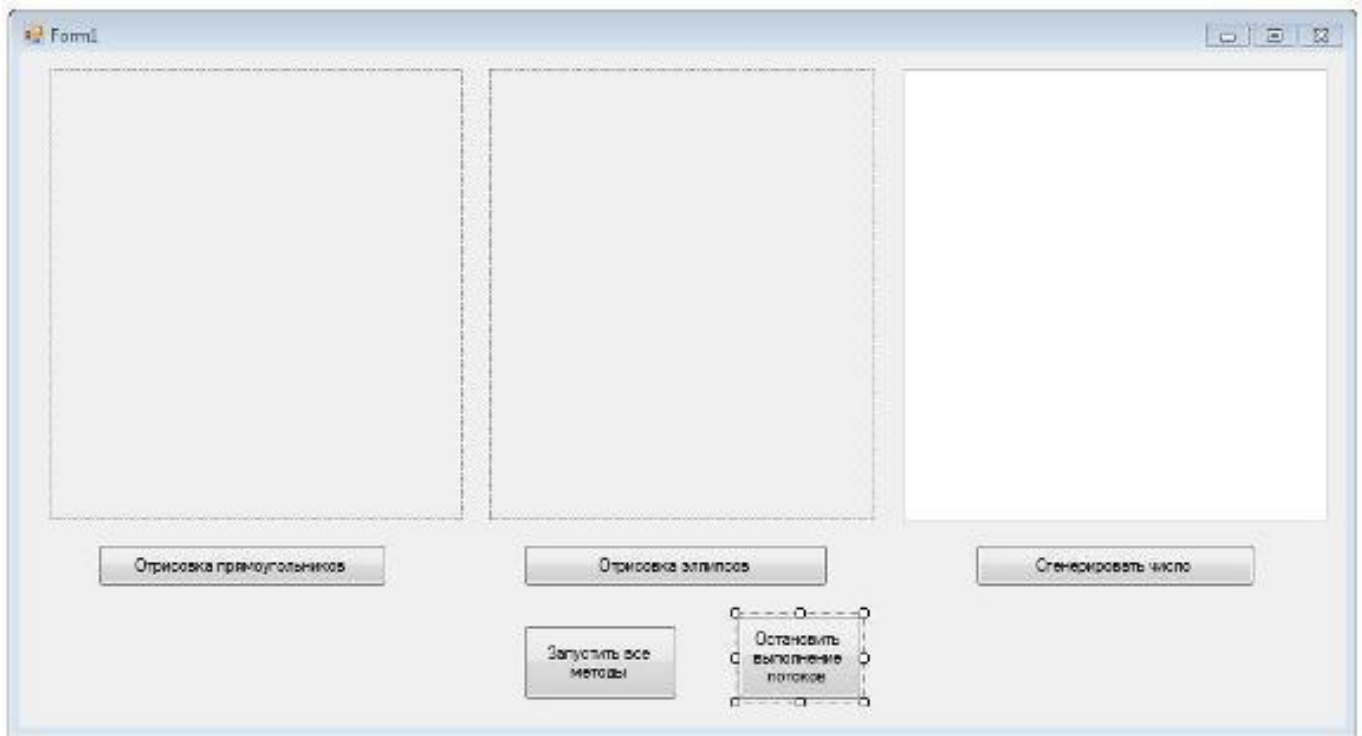 Form1
Отрисовка прямоугольников
Отрисовка эллипсов
Сгенерировать число
Запустить все
методы
Остановить
выполнение
потоков